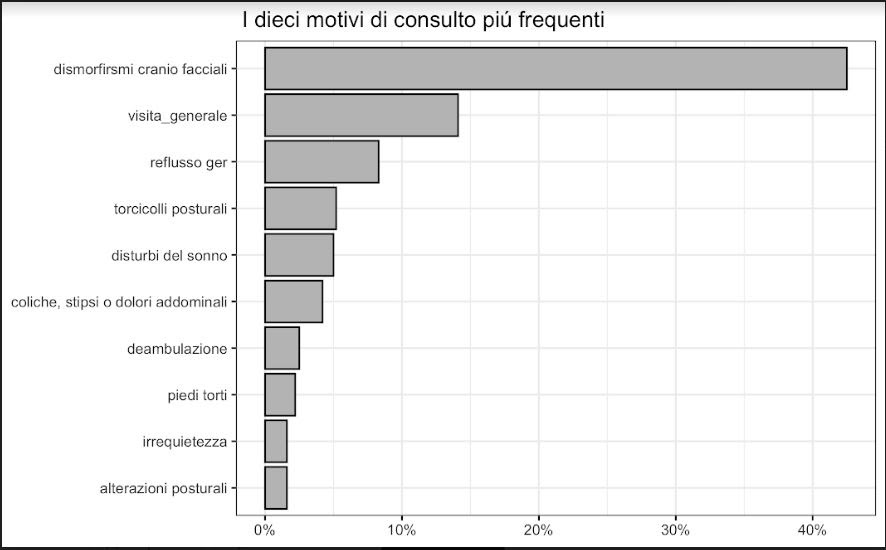 I dieci motivi di consulto piú frequenti
dismorfirsmi cranio facciali
visita_generale
reflusso ger
torcicolli posturali
disturbi del sonno
coliche, stipsi o dolori addominali
deambulazione
piedi torti
irrequietezza
alterazioni posturali
0% 10% 20% 30% 40%